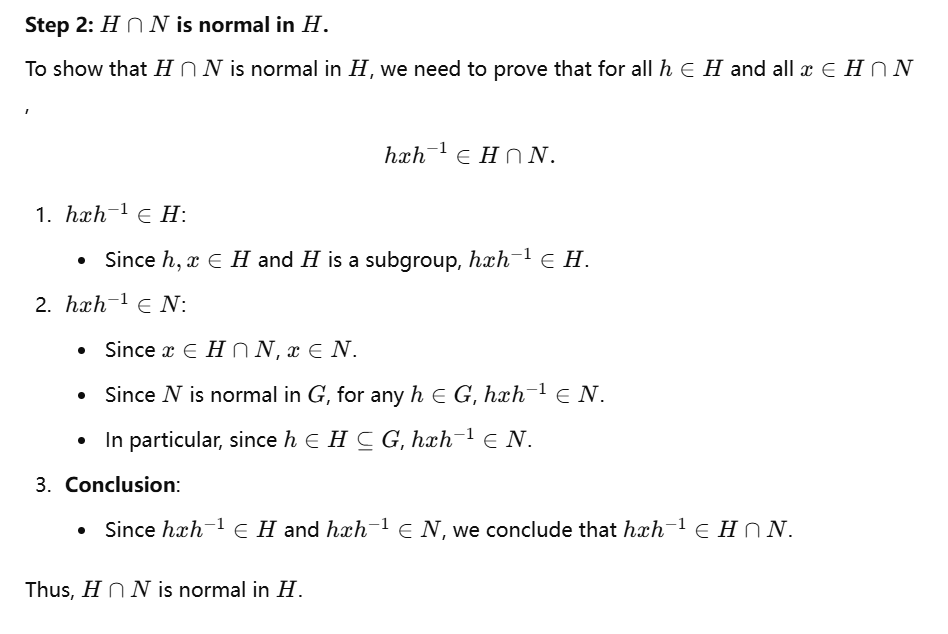 Step 2: H ∩ N is normal in H.
To show that H ∩ N is normal in H, we need to prove that for all h ∈ H and all x ∈ H ∩ N
,
hxh⁻¹ ∈ H ∩ N.
1. hxh⁻¹ ∈ H:
• Since h, x ∈ H and H is a subgroup, hxh⁻¹ ∈ H.
2. hxh⁻¹ ∈ N:
• Since x ∈ H ∩ N, x ∈ N.
• Since N is normal in G, for any h ∈ G, hxh⁻¹ ∈ N.
• In particular, since h ∈ H ⊆ G, hxh⁻¹ ∈ N.
3. Conclusion:
• Since hxh⁻¹ ∈ H and hxh⁻¹ ∈ N, we conclude that hxh⁻¹ ∈ H ∩ N.
Thus, H ∩ N is normal in H.